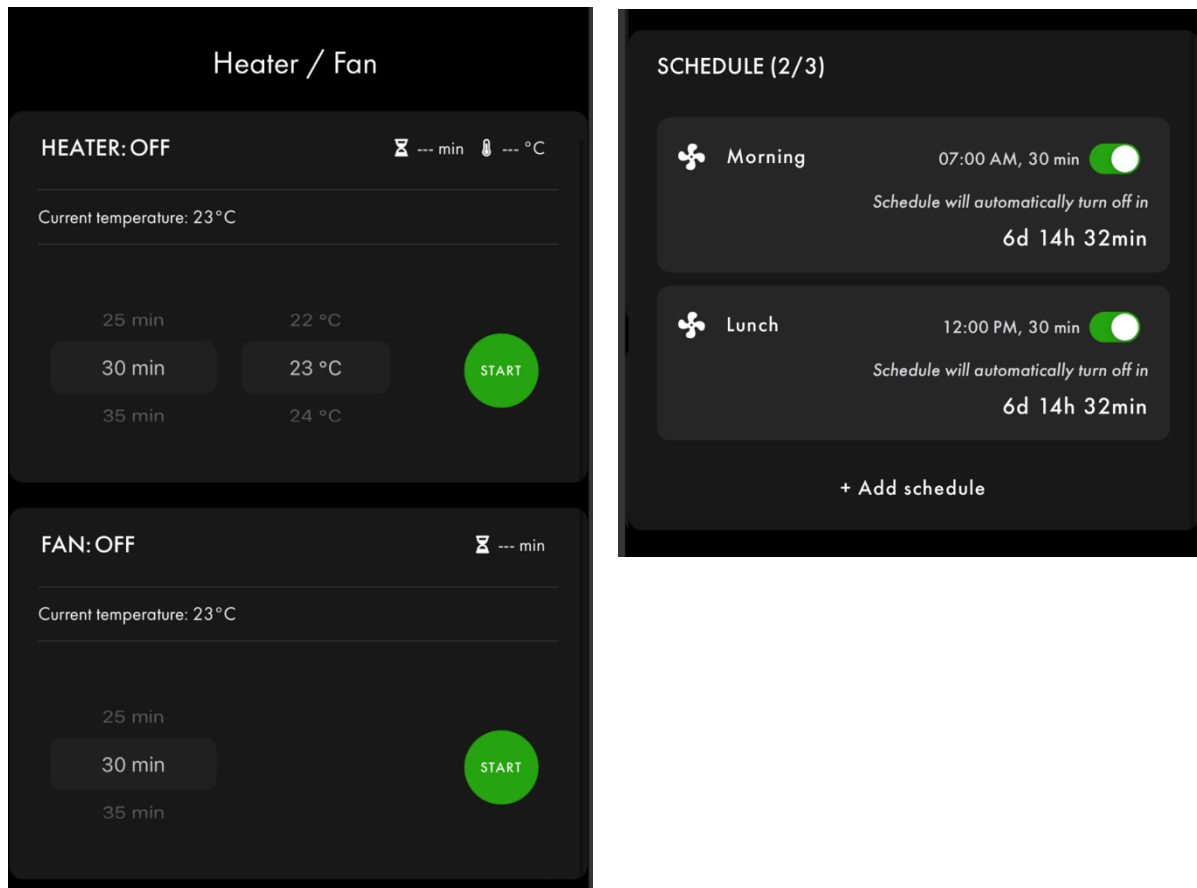 Heater / Fan
HEATER: OFF
--- min --- °C
Current temperature: 23°C
25 min 22 °C
30 min 23 °C
START
35 min 24 °C
FAN: OFF
--- min
Current temperature: 23°C
25 min
30 min
START
35 min
SCHEDULE (2/3)
Morning
07:00 AM, 30 min
Schedule will automatically turn off in
6d 14h 32min
Lunch
12:00 PM, 30 min
Schedule will automatically turn off in
6d 14h 32min
+ Add schedule